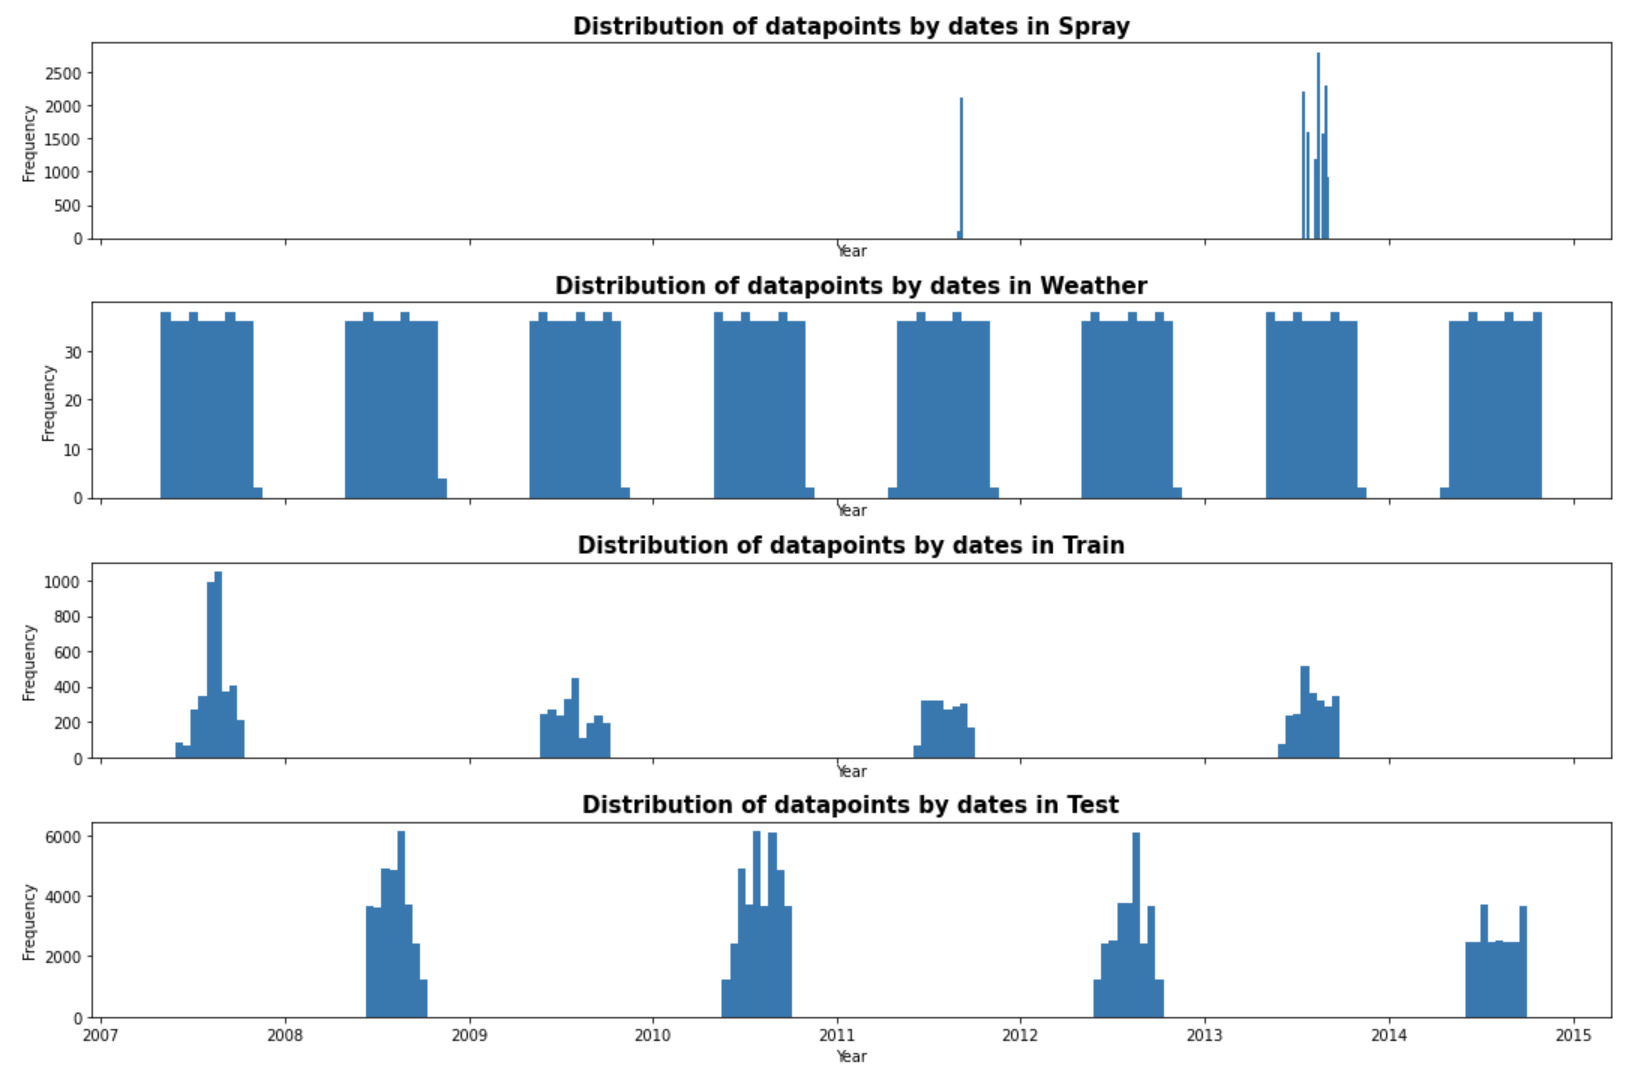 Distribution of datapoints by dates in Spray
2500
2000
1500
1000
500
0
Frequency
Year
Distribution of datapoints by dates in Weather
30
20
10
0
Frequency
Year
Distribution of datapoints by dates in Train
1000
800
600
400
200
0
Frequency
Year
Distribution of datapoints by dates in Test
6000
4000
2000
0
Frequency
2007 2008 2009 2010 2011 2012 2013 2014 2015
Year